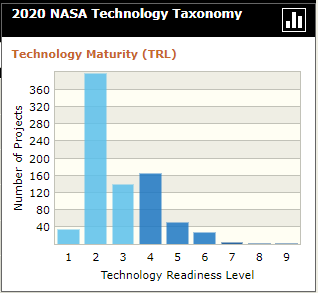 2020 NASA Technology Taxonomy
Technology Maturity (TRL)
Number of Projects
360
320
280
240
200
160
120
80
40
1 2 3 4 5 6 7 8 9
Technology Readiness Level